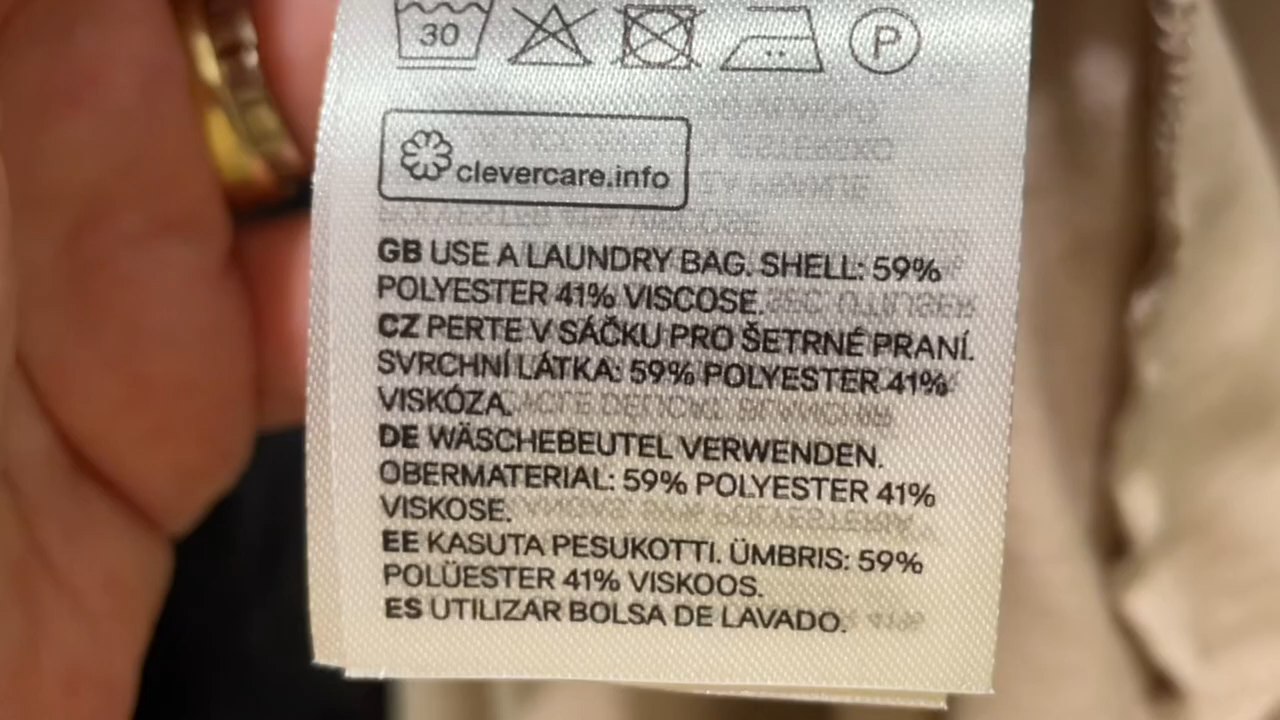 30
P
clevercare.info
GB USE A LAUNDRY BAG. SHELL: 59%
POLYESTER 41% VISCOSE.
CZ PERTE V SÁČKU PRO ŠETRNÉ PRANÍ.
SVRCHNÍ LÁTKA: 59% POLYESTER 41%
VISKÓZA.
DE WÄSCHEBEUTEL VERWENDEN.
OBERMATERIAL: 59% POLYESTER 41%
VISKOSE.
EE KASUTA PESUKOTTI. ÜMBRIS: 59%
POLÜESTER 41% VISKOOS.
ES UTILIZAR BOLSA DE LAVADO.